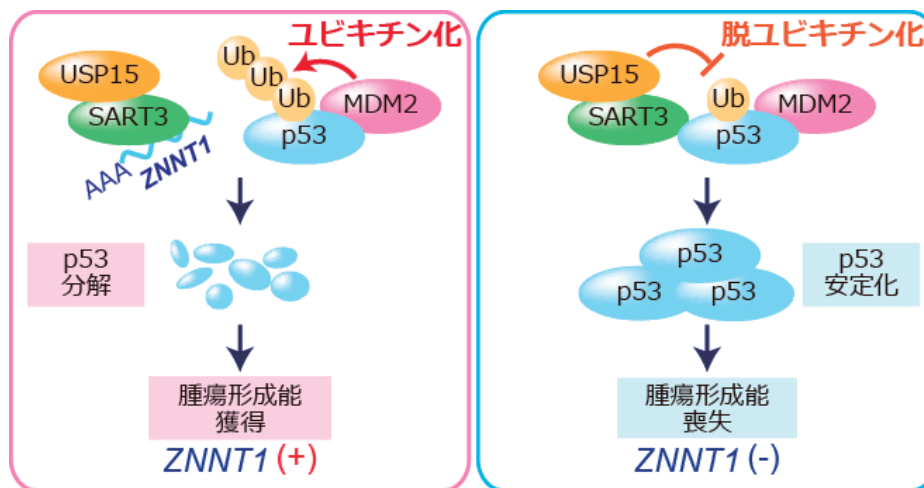 ユビキチン化
USP15
SART3
AAA
ZNNT1
Ub
Ub
Ub
MDM2
p53
p53
分解
腫瘍形成能
獲得
ZNNT1 (+)
脱ユビキチン化
USP15
SART3
Ub
MDM2
p53
p53
p53
p53
p53
安定化
腫瘍形成能
喪失
ZNNT1 (-)